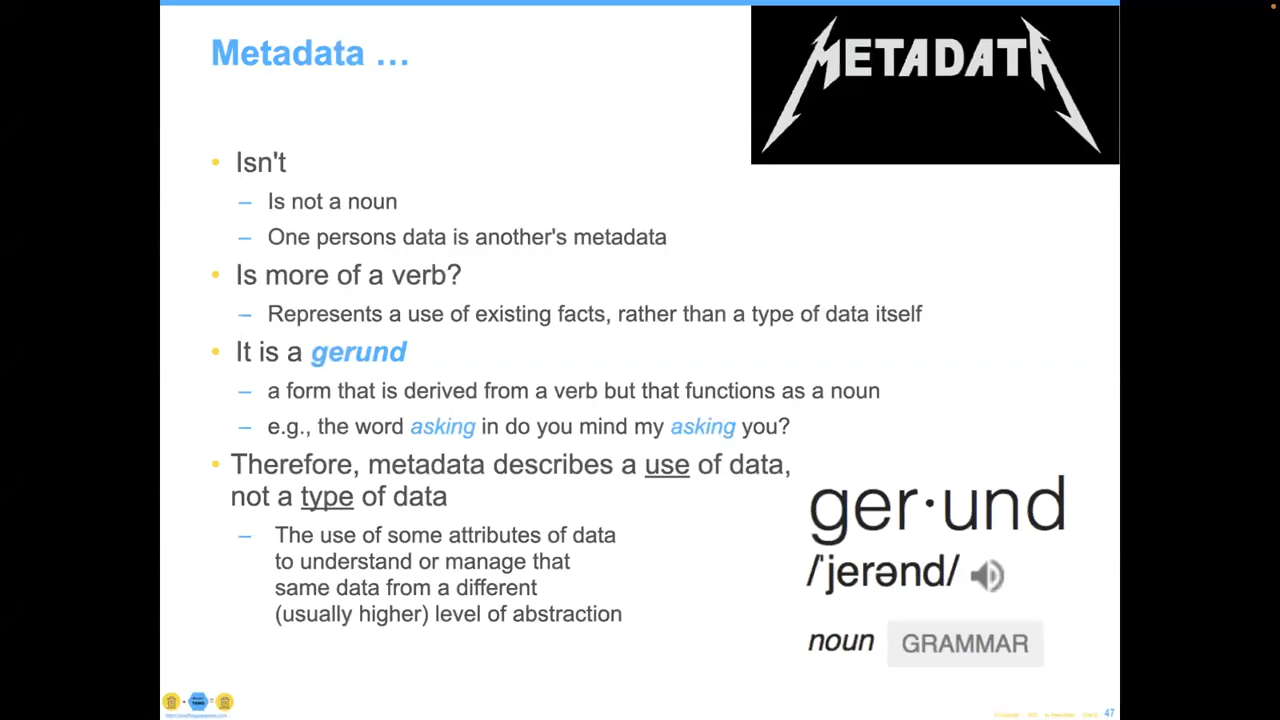 Metadata …
METADATA
• Isn't
– Is not a noun
– One persons data is another's metadata
• Is more of a verb?
– Represents a use of existing facts, rather than a type of data itself
• It is a gerund
– a form that is derived from a verb but that functions as a noun
– e.g., the word asking in do you mind my asking you?
• Therefore, metadata describes a use of data,
not a type of data
– The use of some attributes of data
to understand or manage that
same data from a different
(usually higher) level of abstraction
ger·und
/ˈjerənd/
noun GRAMMAR
47